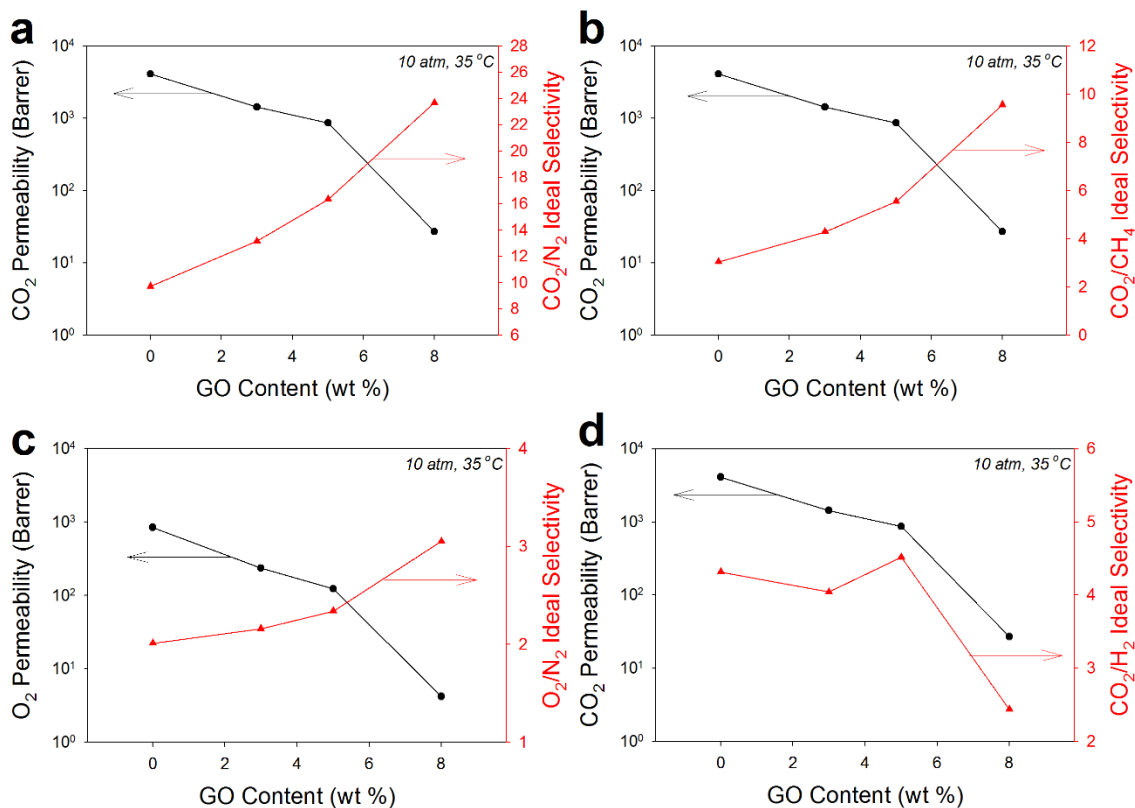 a
10⁴
10³
10²
10¹
10⁰
CO₂ Permeability (Barrer)
10 atm, 35 °C
28
26
24
22
20
18
16
14
12
10
8
6
CO₂/N₂ Ideal Selectivity
0 2 4 6 8
GO Content (wt %)
b
10⁴
10³
10²
10¹
10⁰
CO₂ Permeability (Barrer)
10 atm, 35 °C
12
10
8
6
4
2
0
CO₂/CH₄ Ideal Selectivity
0 2 4 6 8
GO Content (wt %)
c
10⁴
10³
10²
10¹
10⁰
O₂ Permeability (Barrer)
10 atm, 35 °C
4
3
2
1
O₂/N₂ Ideal Selectivity
0 2 4 6 8
GO Content (wt %)
d
10⁴
10³
10²
10¹
10⁰
CO₂ Permeability (Barrer)
10 atm, 35 °C
6
5
4
3
2
CO₂/H₂ Ideal Selectivity
0 2 4 6 8
GO Content (wt %)